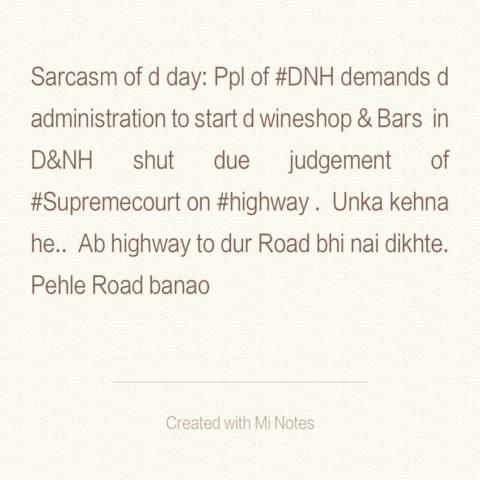 Sarcasm of d day: Ppl of #DNH demands d
administration to start d wineshop & Bars in
D&NH shut due judgement of
#Supremecourt on #highway . Unka kehna
he.. Ab highway to dur Road bhi nai dikhte.
Pehle Road banao
Created with Mi Notes